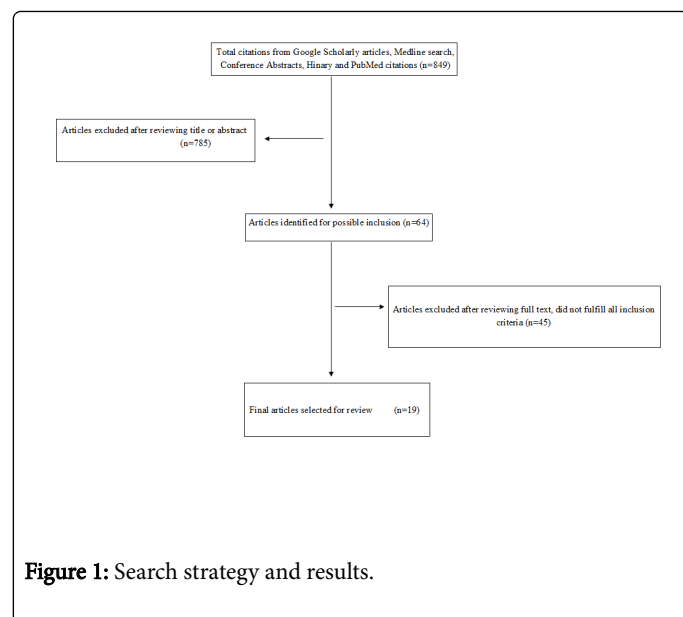 Total citations from Google Scholarly articles, Medline search,
Conference Abstracts, Hinary and PubMed citations (n=849)
Articles excluded after reviewing title or abstract
(n=785)
Articles identified for possible inclusion (n=64)
Articles excluded after reviewing full text, did not fulfill all inclusion
criteria (n=45)
Final articles selected for review (n=19)
Figure 1: Search strategy and results.